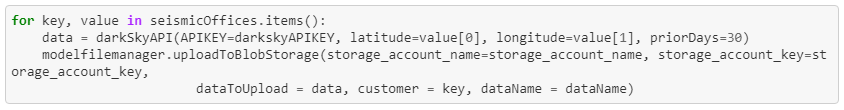 for key, value in seismicOffices.items():
    data = darkSkyAPI(APIKEY=darkskyAPIKEY, latitude=value[0], longitude=value[1], priorDays=30)
    modelfilemanager.uploadToBlobStorage(storage_account_name=storage_account_name, storage_account_key=st
orage_account_key,
                        dataToUpload = data, customer = key, dataName = dataName)